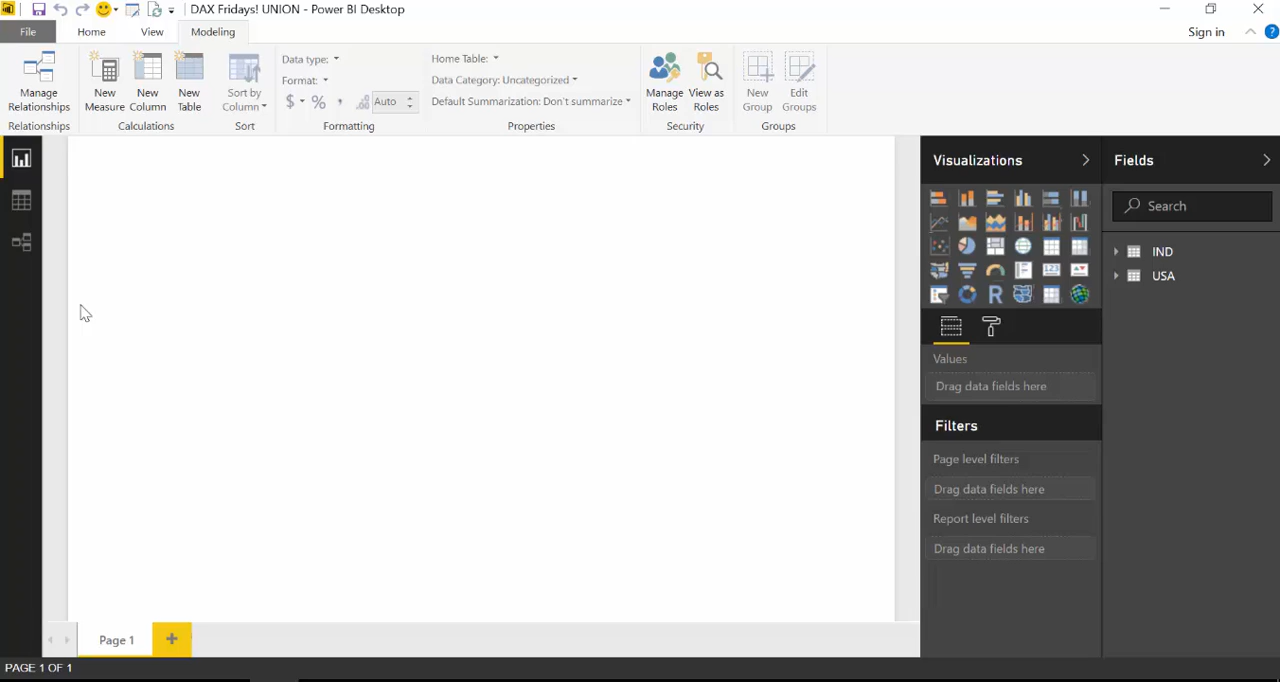 DAX Fridays! UNION - Power BI Desktop
File
Home
View
Modeling
Sign in
?
Manage
Relationships
Relationships
New
Measure
New
Column
New
Table
Calculations
Sort by
Column
Sort
Data type:
Format:
$ % , Auto
Formatting
Home Table:
Data Category: Uncategorized
Default Summarization: Don't summarize
Properties
Manage
Roles
View as
Roles
Security
New
Group
Edit
Groups
Groups
Visualizations
R
123
Values
Drag data fields here
Filters
Page level filters
Drag data fields here
Report level filters
Drag data fields here
Fields
Search
IND
USA
Page 1
+
PAGE 1 OF 1